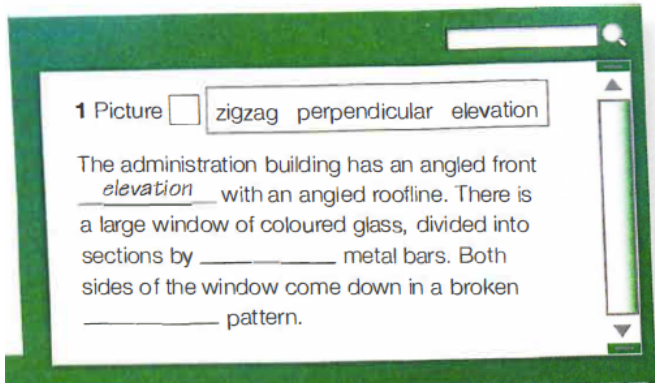 1 Picture
zigzag perpendicular elevation
The administration building has an angled front
elevation with an angled roofline. There is
a large window of coloured glass, divided into
sections by ____________ metal bars. Both
sides of the window come down in a broken
____________ pattern.